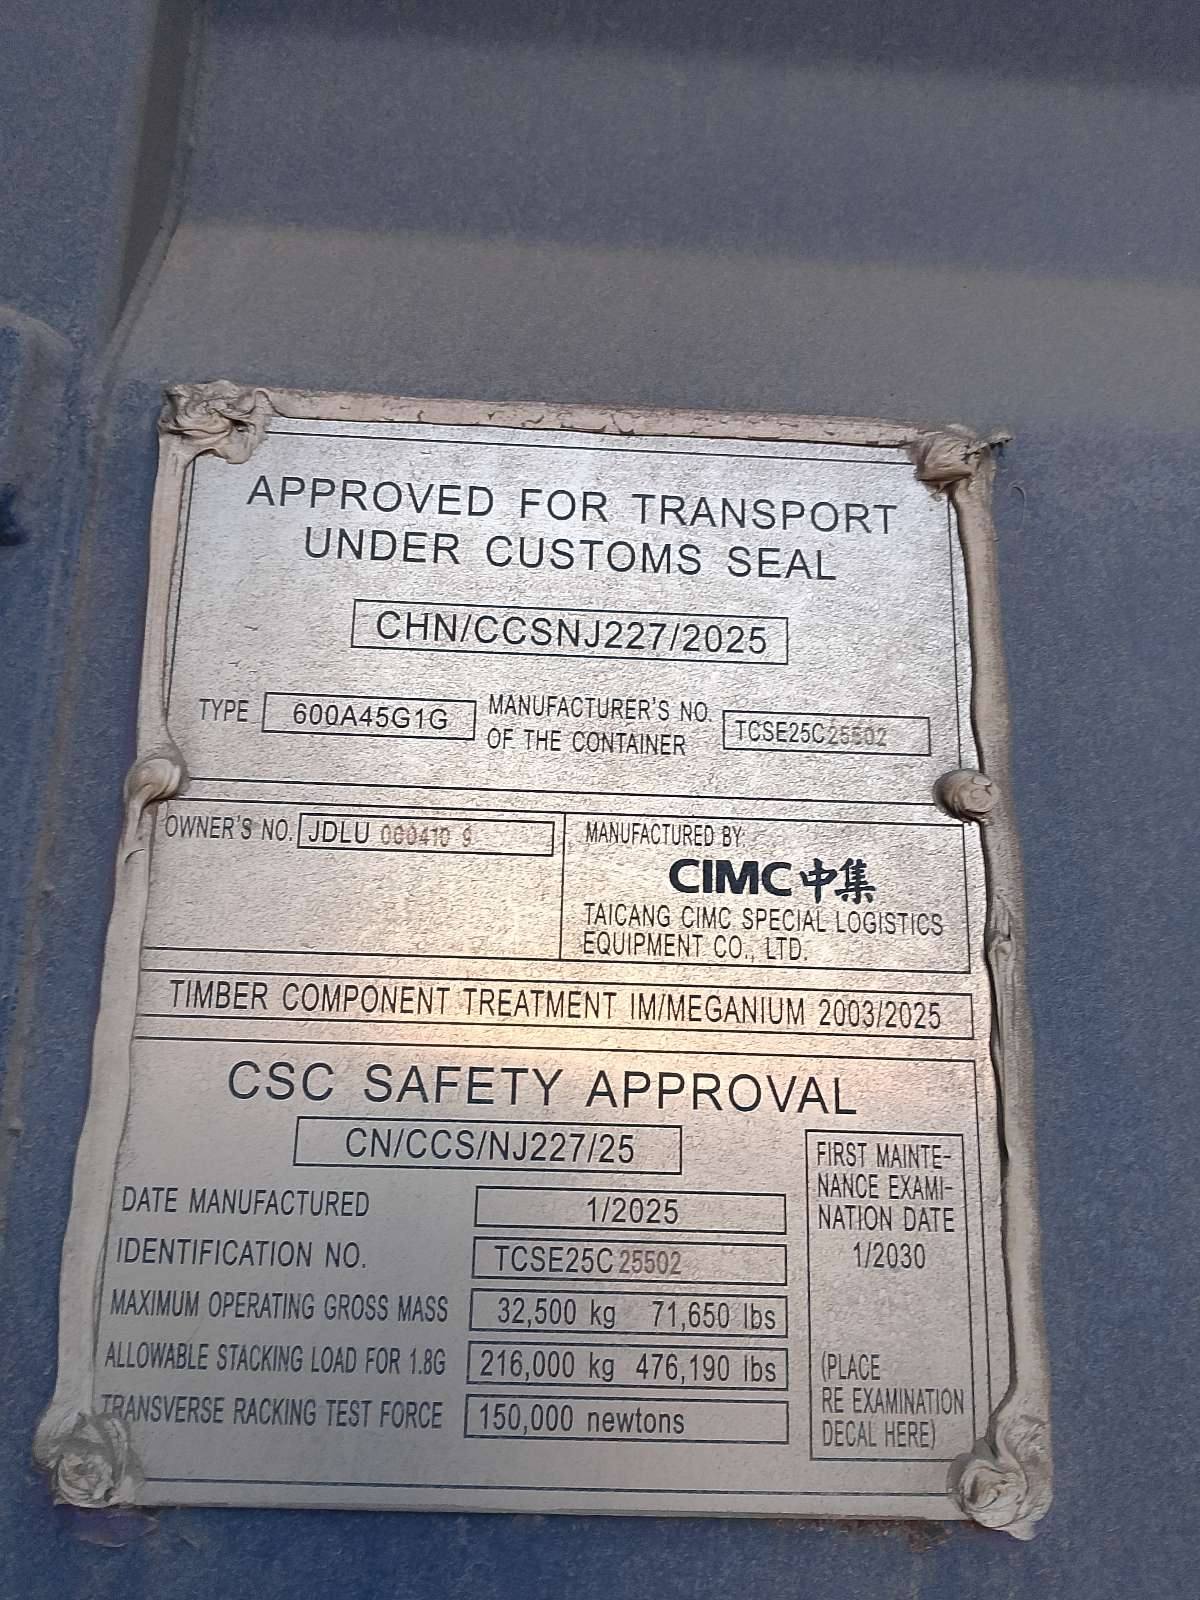 APPROVED FOR TRANSPORT
UNDER CUSTOMS SEAL
CHN/CCSNJ227/2025
TYPE 600A45G1G MANUFACTURER'S NO.
OF THE CONTAINER TCSE25C25502
OWNER'S NO. JDLU 000410 9
MANUFACTURED BY:
CIMC中集
TAICANG CIMC SPECIAL LOGISTICS
EQUIPMENT CO., LTD.
TIMBER COMPONENT TREATMENT IM/MEGANIUM 2003/2025
CSC SAFETY APPROVAL
CN/CCS/NJ227/25
DATE MANUFACTURED 1/2025
IDENTIFICATION NO. TCSE25C25502
MAXIMUM OPERATING GROSS MASS 32,500 kg 71,650 lbs
ALLOWABLE STACKING LOAD FOR 1.8G 216,000 kg 476,190 lbs
TRANSVERSE RACKING TEST FORCE 150,000 newtons
FIRST MAINTE-
NANCE EXAMI-
NATION DATE
1/2030
(PLACE
RE EXAMINATION
DECAL HERE)